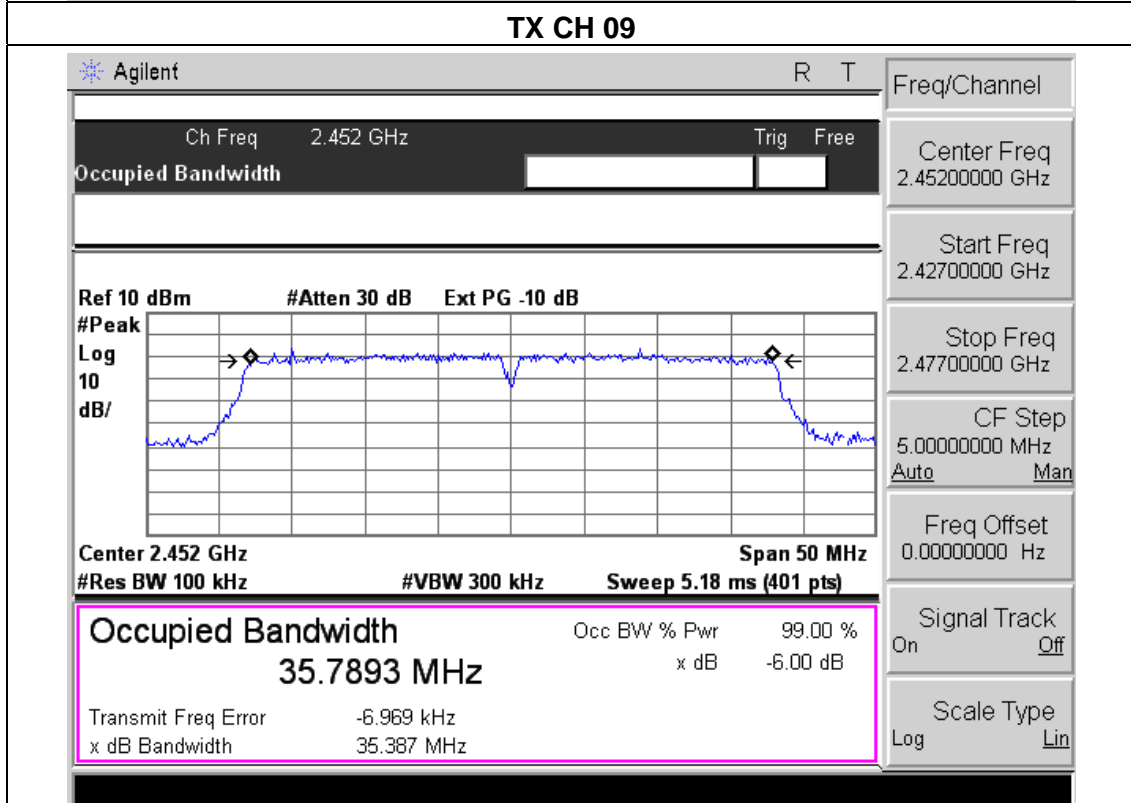 TX CH 09
Agilent R T
Freq/Channel
Ch Freq 2.452 GHz Trig Free
Occupied Bandwidth
Center Freq
2.45200000 GHz
Start Freq
2.42700000 GHz
Ref 10 dBm #Atten 30 dB Ext PG -10 dB
#Peak
Log
10
dB/
Stop Freq
2.47700000 GHz
CF Step
5.00000000 MHz
Auto Man
Freq Offset
0.00000000 Hz
Center 2.452 GHz Span 50 MHz
#Res BW 100 kHz #VBW 300 kHz Sweep 5.18 ms (401 pts)
Occupied Bandwidth
35.7893 MHz
Occ BW % Pwr 99.00 %
x dB -6.00 dB
Transmit Freq Error -6.969 kHz
x dB Bandwidth 35.387 MHz
Signal Track
On Off
Scale Type
Log Lin